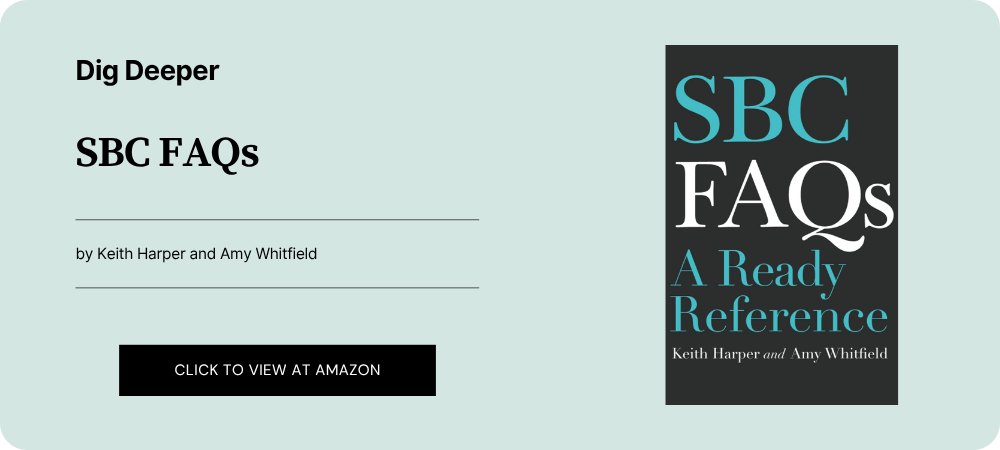 Dig Deeper
SBC FAQs
by Keith Harper and Amy Whitfield
CLICK TO VIEW AT AMAZON
SBC
FAQs
A Ready
Reference
Keith Harper and Amy Whitfield